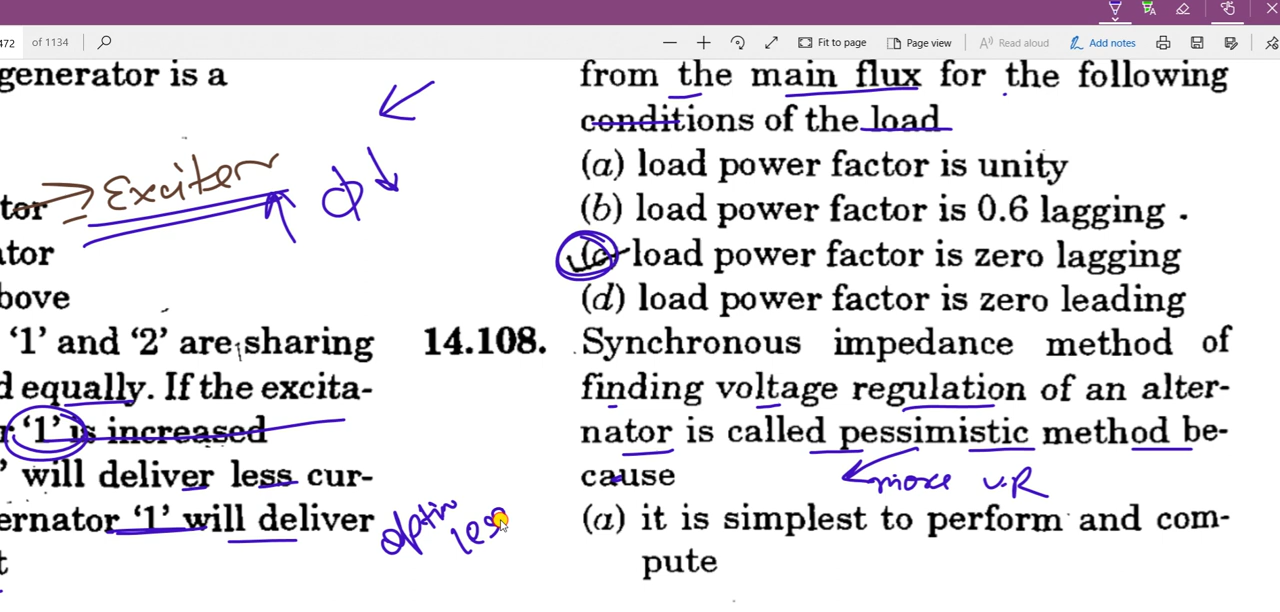 472 of 1134
Fit to page
Page view
Read aloud
Add notes
generator is a
Exciter
φ
tor
ator
bove
'1' and '2' are sharing
d equally. If the excita-
r '1' is increased
' will deliver less cur-
ernator '1' will deliver
t
optim
less
from the main flux for the following
conditions of the load
(a) load power factor is unity
(b) load power factor is 0.6 lagging .
(c) load power factor is zero lagging
(d) load power factor is zero leading
14.108. Synchronous impedance method of
finding voltage regulation of an alter-
nator is called pessimistic method be-
cause
more V.R
(a) it is simplest to perform and com-
pute